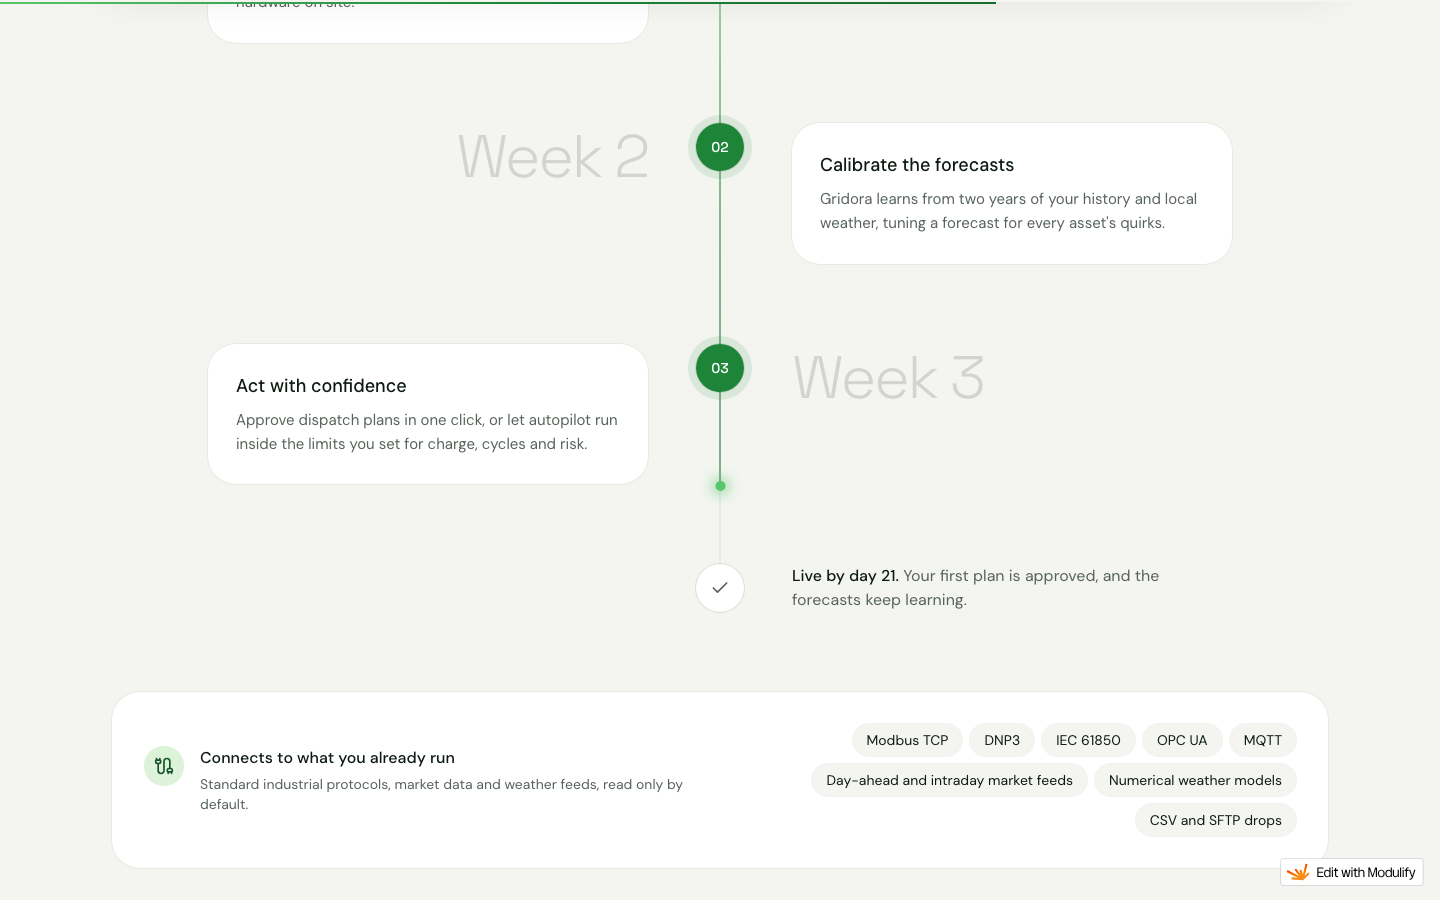 hardware on site.
Week 2
02
Calibrate the forecasts
Gridora learns from two years of your history and local
weather, tuning a forecast for every asset's quirks.
Act with confidence
Approve dispatch plans in one click, or let autopilot run
inside the limits you set for charge, cycles and risk.
03
Week 3
Live by day 21. Your first plan is approved, and the
forecasts keep learning.
Connects to what you already run
Standard industrial protocols, market data and weather feeds, read only by
default.
Modbus TCP DNP3 IEC 61850 OPC UA MQTT
Day-ahead and intraday market feeds Numerical weather models
CSV and SFTP drops
Edit with Modulify